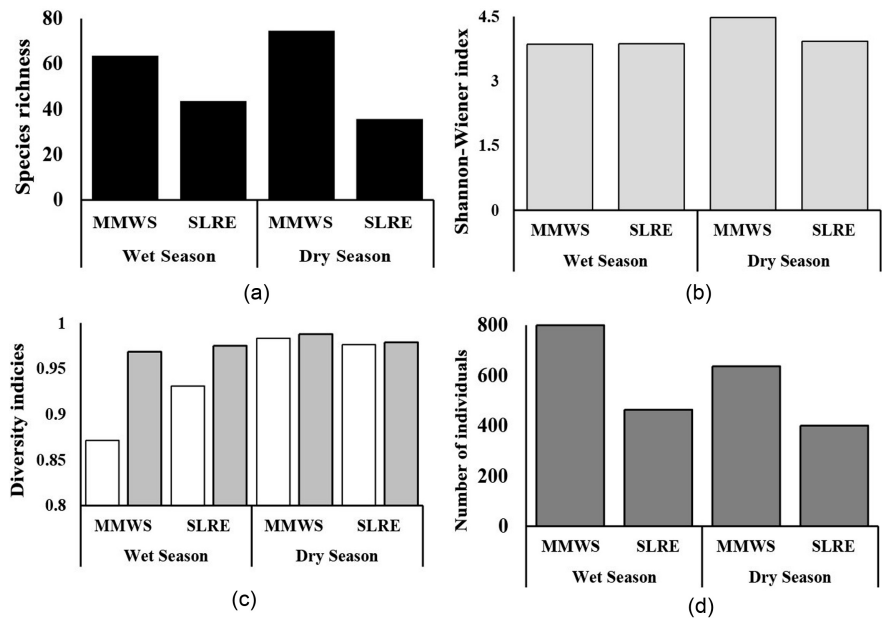 Species richness
80
60
40
20
0
MMWS SLRE MMWS SLRE
Wet Season Dry Season
(a)
Shannon-Wiener index
4.5
3
1.5
0
MMWS SLRE MMWS SLRE
Wet Season Dry Season
(b)
Diversity indicies
1
0.95
0.9
0.85
0.8
MMWS SLRE MMWS SLRE
Wet Season Dry Season
(c)
Number of individuals
800
600
400
200
0
MMWS SLRE MMWS SLRE
Wet Season Dry Season
(d)